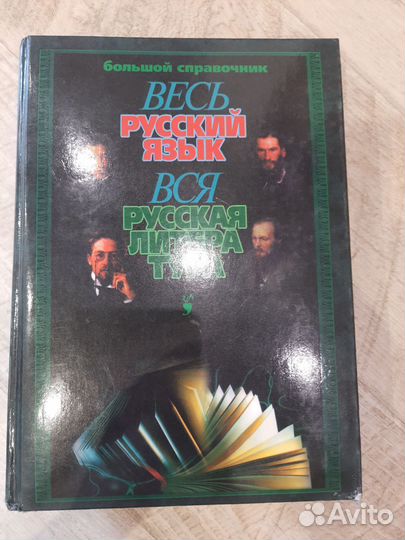 большой справочник
ВЕСЬ
РУССКИЙ
ЯЗЫК
ВСЯ
РУССКАЯ
ЛИТЕРА
ТУРА
Avito